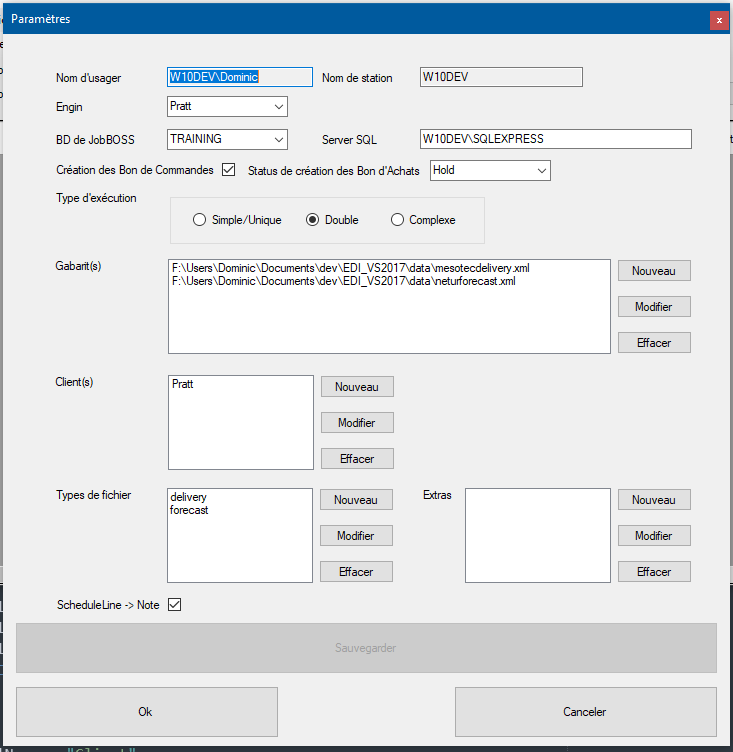 Paramètres
x
Nom d'usager W10DEV\Dominic Nom de station W10DEV
Engin Pratt
BD de JobBOSS TRAINING Server SQL W10DEV\SQLEXPRESS
Création des Bon de Commandes Status de création des Bon d'Achats Hold
Type d'exécution
Simple/Unique Double Complexe
Gabarit(s)
F:\Users\Dominic\Documents\dev\EDI_VS2017\data\mesotecdelivery.xml
F:\Users\Dominic\Documents\dev\EDI_VS2017\data\neturforecast.xml
Nouveau
Modifier
Effacer
Client(s)
Pratt
Nouveau
Modifier
Effacer
Types de fichier
delivery
forecast
Nouveau
Modifier
Effacer
Extras
Nouveau
Modifier
Effacer
ScheduleLine -> Note
Sauvegarder
Ok Canceler